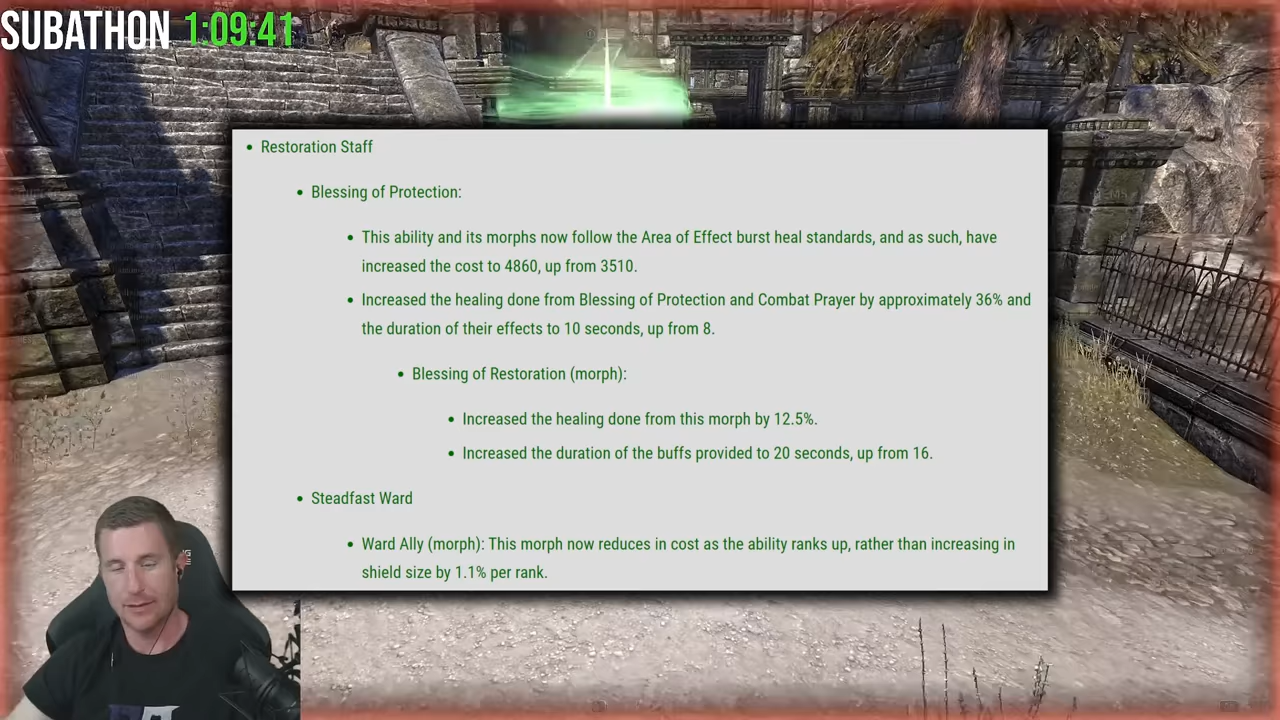 SUBATHON 1:09:41
Restoration Staff
Blessing of Protection:
This ability and its morphs now follow the Area of Effect burst heal standards, and as such, have
increased the cost to 4860, up from 3510.
Increased the healing done from Blessing of Protection and Combat Prayer by approximately 36% and
the duration of their effects to 10 seconds, up from 8.
Blessing of Restoration (morph):
Increased the healing done from this morph by 12.5%.
Increased the duration of the buffs provided to 20 seconds, up from 16.
Steadfast Ward
Ward Ally (morph): This morph now reduces in cost as the ability ranks up, rather than increasing in
shield size by 1.1% per rank.